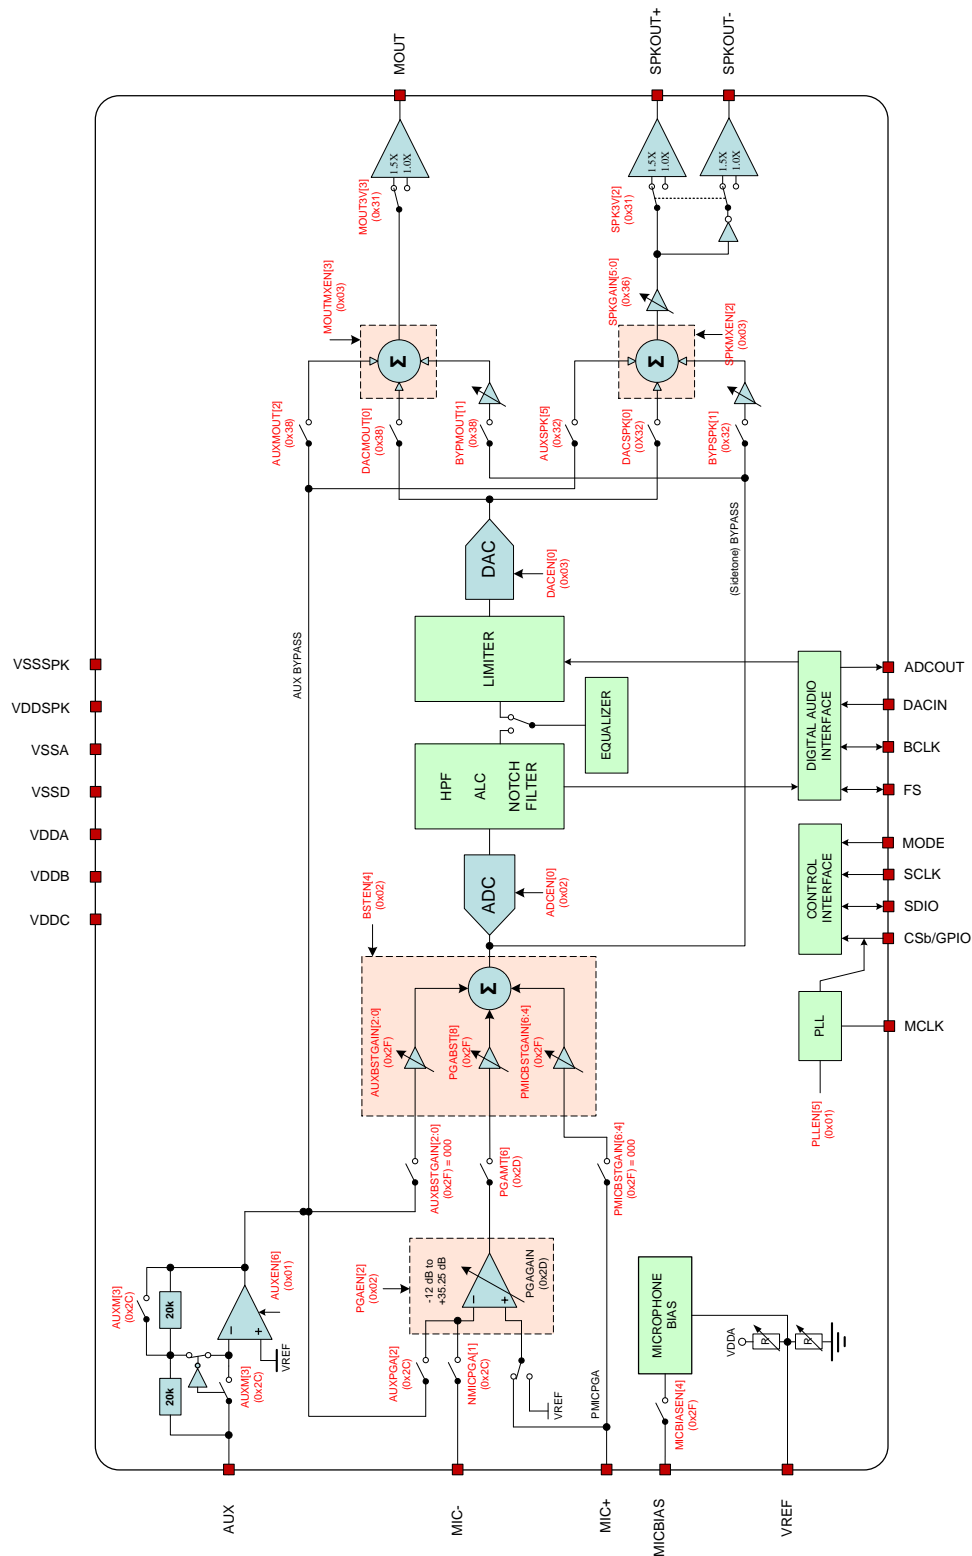 MOUT
SPKOUT+
SPKOUT-
1.5X
1.0X
1.5X
1.0X
1.5X
1.0X
MOUT3V[3]
(0x31)
SPK3V[2]
(0x31)
MOUTMXEN[3]
(0x03)
SPKGAIN[5:0]
(0x36)
SPKMXEN[2]
(0x03)
Σ
Σ
AUXMOUT[2]
(0x38)
DACMOUT[0]
(0x38)
BYPMOUT[1]
(0x38)
AUXSPK[5]
(0x32)
DACSPK[0]
(0X32)
BYPSPK[1]
(0x32)
AUX BYPASS
(Sidetone) BYPASS
DAC
DACEN[0]
(0x03)
LIMITER
EQUALIZER
HPF
ALC
NOTCH
FILTER
ADC
ADCEN[0]
(0x02)
BSTEN[4]
(0x02)
Σ
AUXBSTGAIN[2:0]
(0x2F)
PGABST[8]
(0x2F)
PMICBSTGAIN[6:4]
(0x2F)
AUXBSTGAIN[2:0]
(0x2F) = 000
PGAMT[6]
(0x2D)
PMICBSTGAIN[6:4]
(0x2F) = 000
PGAEN[2]
(0x02)
-12 dB to
+35.25 dB
PGAGAIN
(0x2D)
−
+
AUXM[3]
(0x2C)
20k
20k
AUXEN[6]
(0x01)
−
+
VREF
AUXM[3]
(0x2C)
AUXPGA[2]
(0x2C)
NMICPGA[1]
(0x2C)
VREF
PMICPGA
MICROPHONE
BIAS
MICBIASEN[4]
(0x2F)
VDDA
R
R
AUX
MIC-
MIC+
MICBIAS
VREF
VSSSPK
VDDSPK
VSSA
VSSD
VDDA
VDDB
VDDC
DIGITAL AUDIO
INTERFACE
CONTROL
INTERFACE
PLL
PLLEN[5]
(0x01)
ADCOUT
DACIN
BCLK
FS
MODE
SCLK
SDIO
CSb/GPIO
MCLK